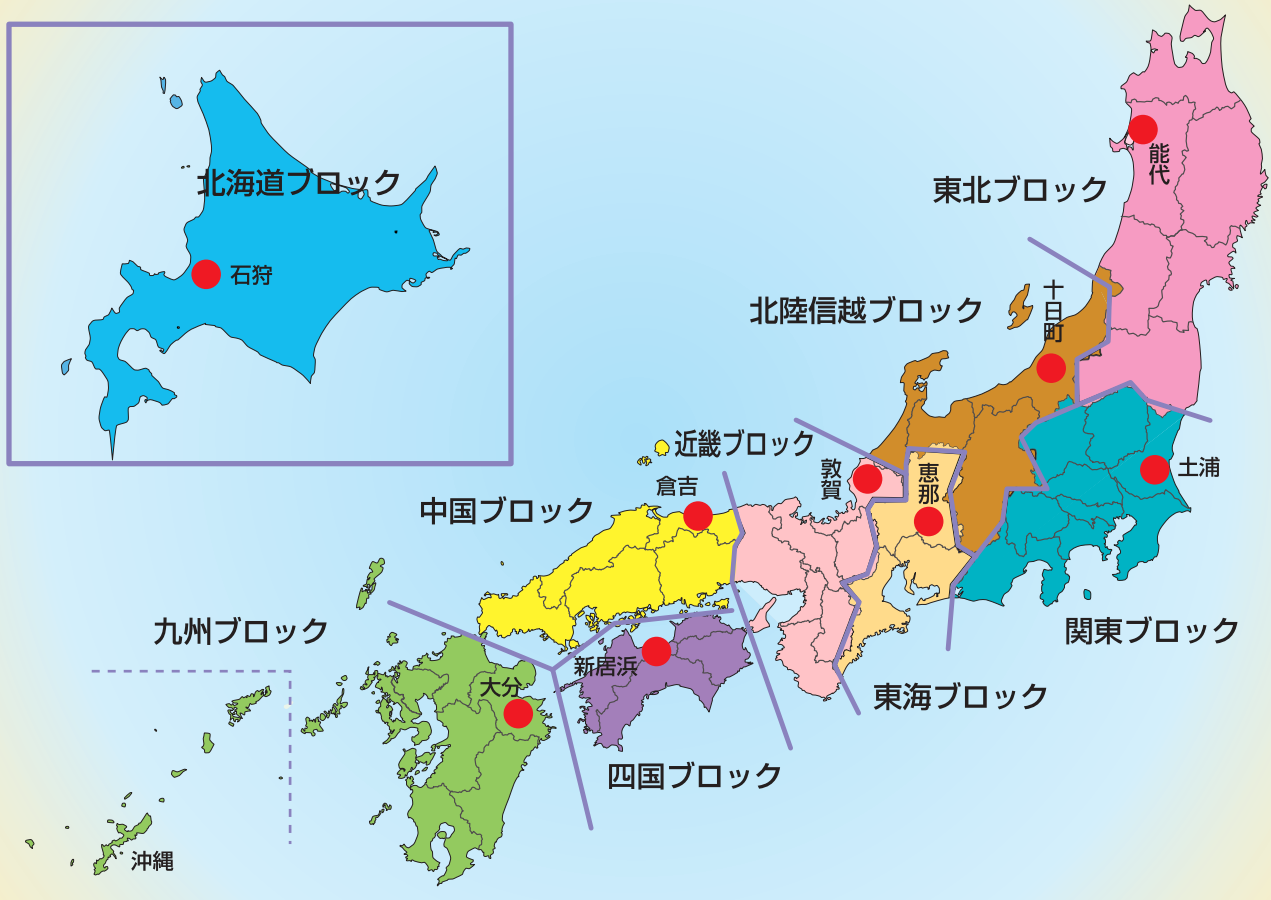 北海道ブロック
石狩
東北ブロック
能代
北陸信越ブロック
十日町
近畿ブロック
敦賀
恵那
土浦
倉吉
中国ブロック
九州ブロック
関東ブロック
新居浜
大分
東海ブロック
四国ブロック
沖縄